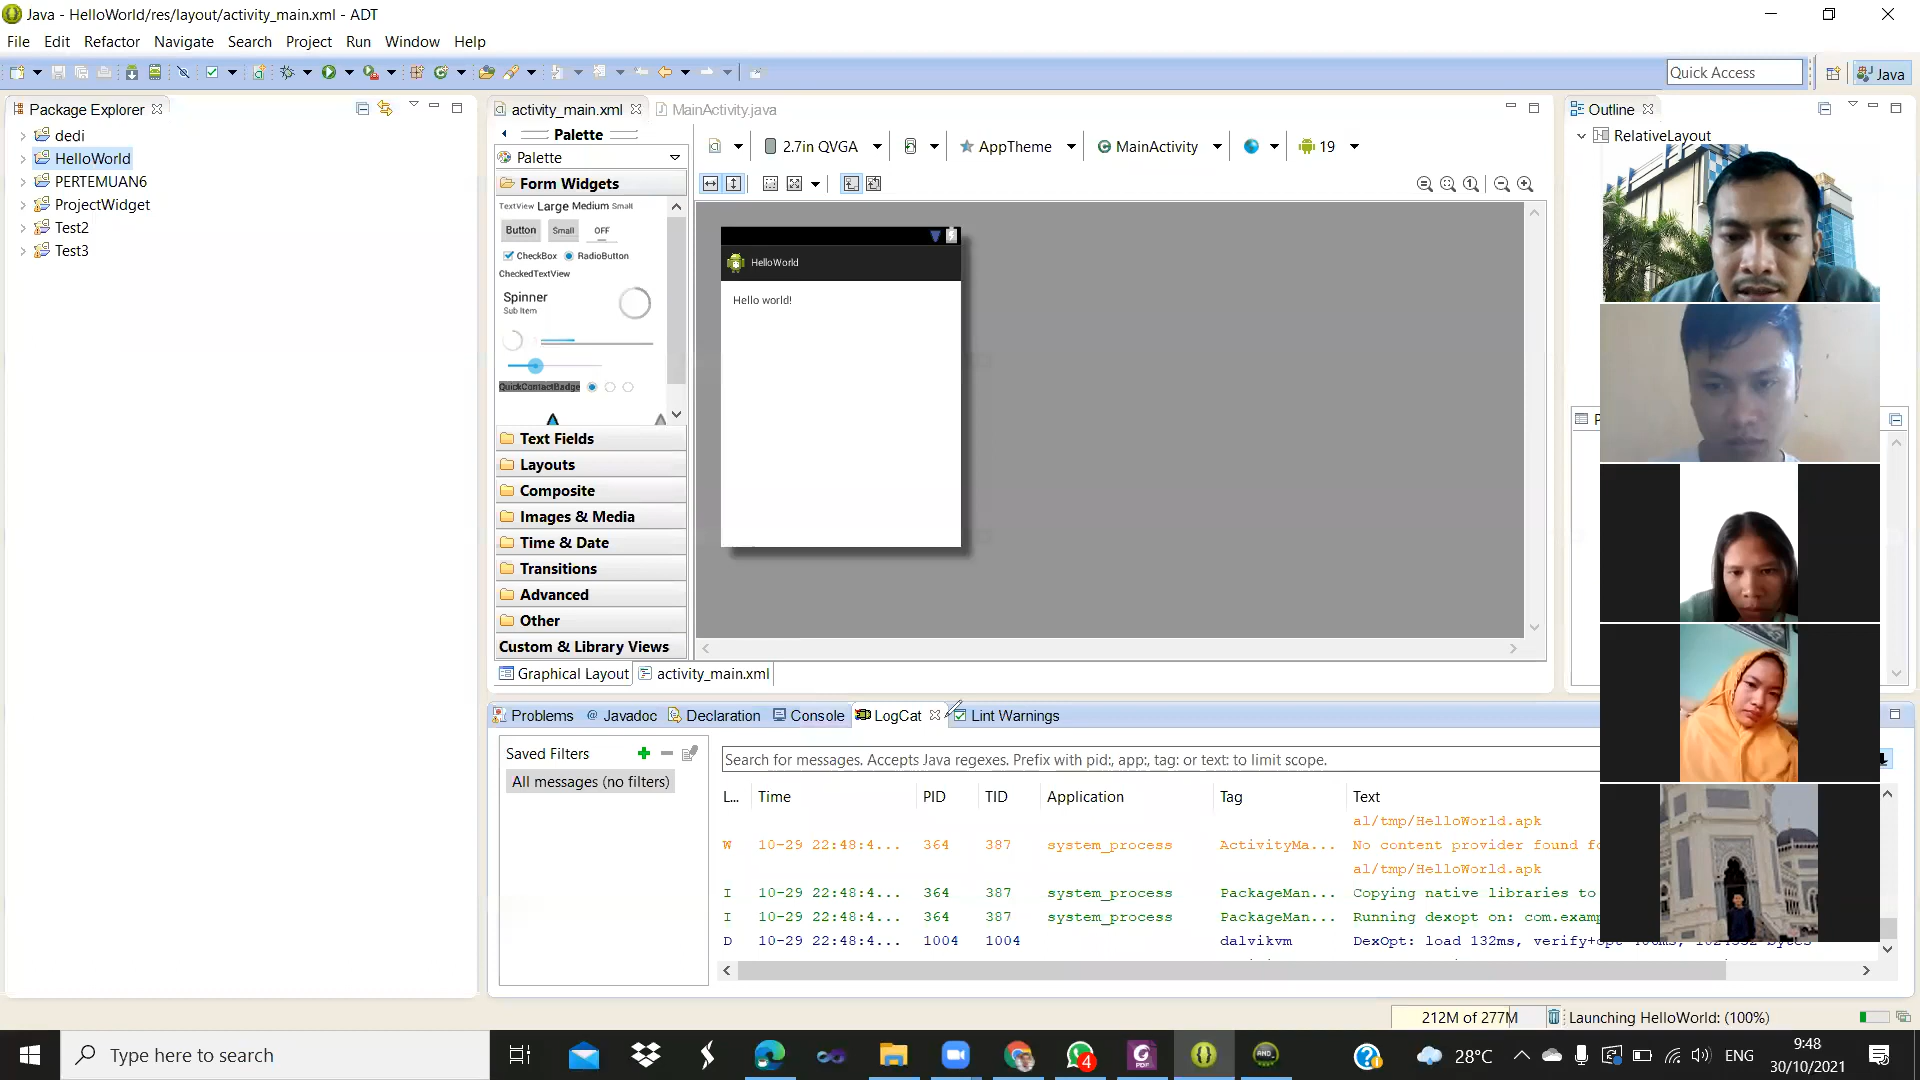 Java - HelloWorld/res/layout/activity_main.xml - ADT
File Edit Refactor Navigate Search Project Run Window Help
Quick Access
Java
Package Explorer
dedi
HelloWorld
PERTEMUAN6
ProjectWidget
Test2
Test3
activity_main.xml
MainActivity.java
Palette
Palette
Form Widgets
TextView Large Medium Small
Button Small OFF
CheckBox RadioButton
CheckedTextView
Spinner
Sub Item
QuickContactBadge
Text Fields
Layouts
Composite
Images & Media
Time & Date
Transitions
Advanced
Other
Custom & Library Views
Graphical Layout
activity_main.xml
2.7in QVGA
AppTheme
MainActivity
19
HelloWorld
Hello world!
Outline
RelativeLayout
Problems
@ Javadoc
Declaration
Console
LogCat
Lint Warnings
Saved Filters
All messages (no filters)
Search for messages. Accepts Java regexes. Prefix with pid:, app:, tag: or text: to limit scope.
L... Time PID TID Application Tag Text
al/tmp/HelloWorld.apk
W 10-29 22:48:4... 364 387 system_process ActivityMa... No content provider found fo
al/tmp/HelloWorld.apk
I 10-29 22:48:4... 364 387 system_process PackageMan... Copying native libraries to
I 10-29 22:48:4... 364 387 system_process PackageMan... Running dexopt on: com.examp
D 10-29 22:48:4... 1004 1004 dalvikvm DexOpt: load 132ms,
212M of 277M
Launching HelloWorld: (100%)
Type here to search
4
PDF
28°C
ENG
9:48
30/10/2021